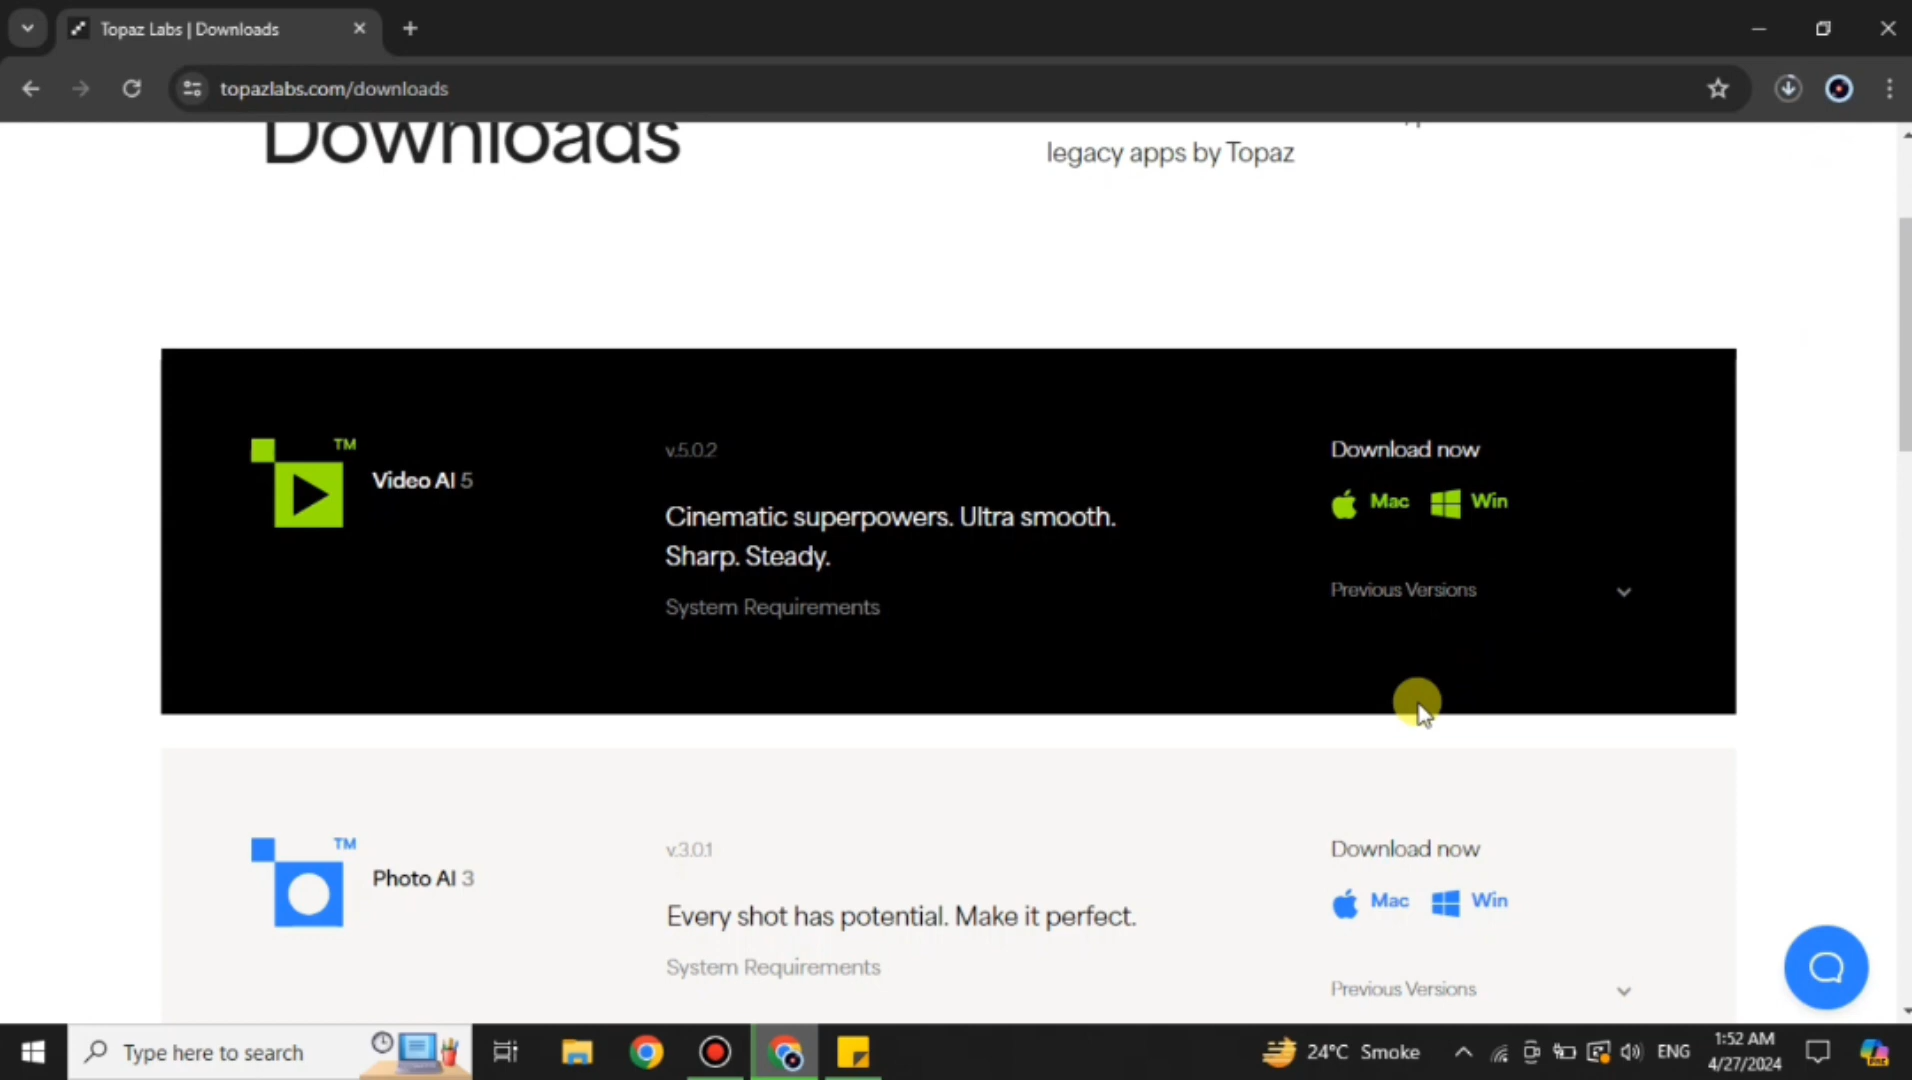 Topaz Labs | Downloads
topazlabs.com/downloads
Downloads
legacy apps by Topaz
TM
Video AI 5
v.5.0.2
Cinematic superpowers. Ultra smooth.
Sharp. Steady.
System Requirements
Download now
Mac Win
Previous Versions
TM
Photo AI 3
v.3.0.1
Every shot has potential. Make it perfect.
System Requirements
Download now
Mac Win
Previous Versions
Type here to search
24°C Smoke
ENG
1:52 AM
4/27/2024
PRE